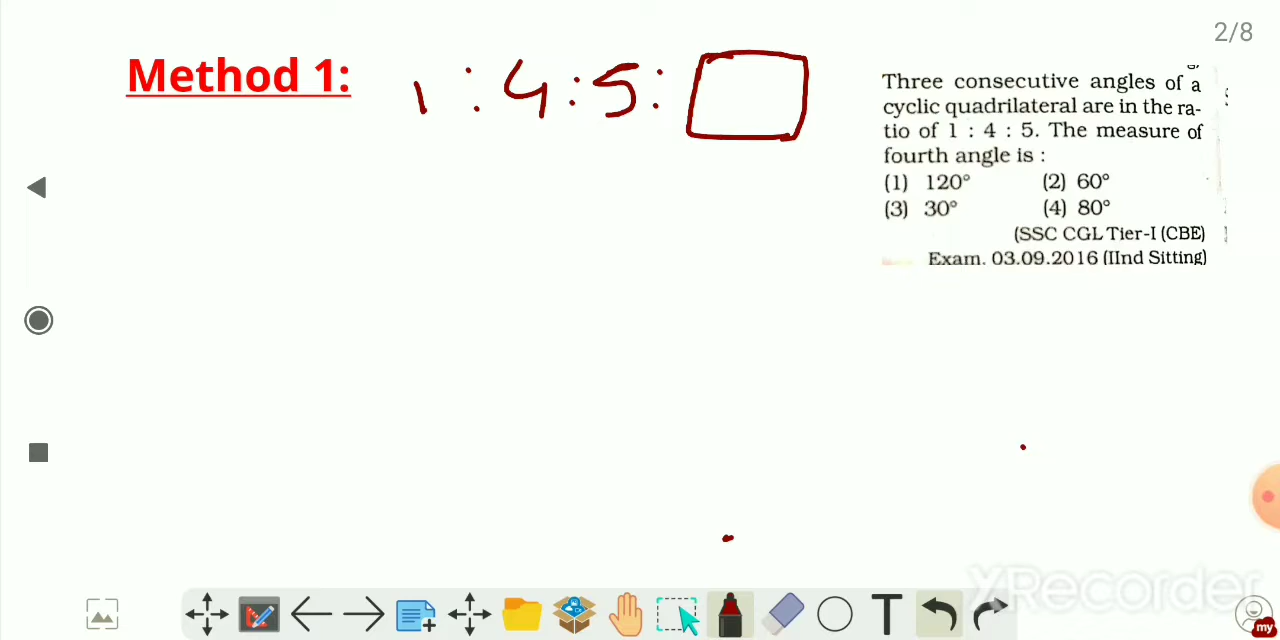 2/8
Method 1: 1 : 4 : 5 :
Three consecutive angles of a
cyclic quadrilateral are in the ra-
tio of 1 : 4 : 5. The measure of
fourth angle is :
(1) 120° (2) 60°
(3) 30° (4) 80°
(SSC CGL Tier-I (CBE)
Exam. 03.09.2016 (IInd Sitting)
T
XRecorder
my